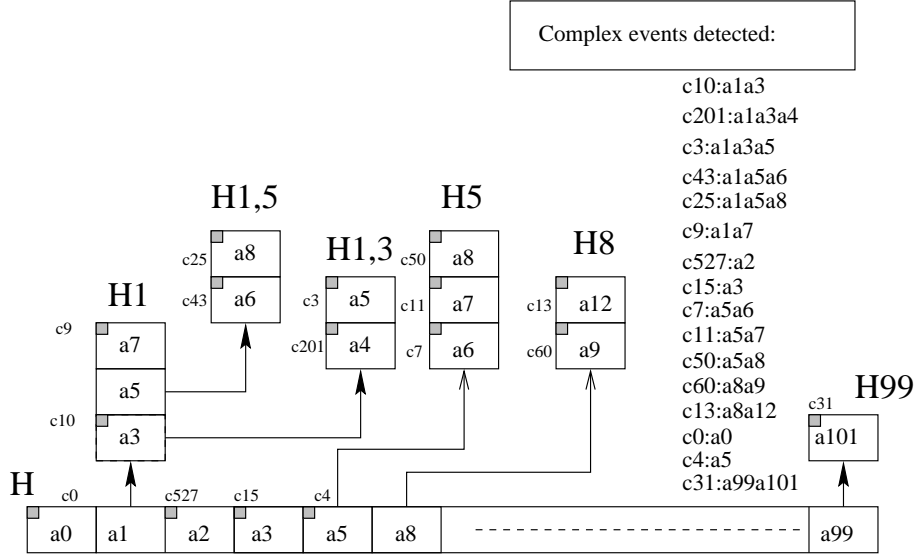 Complex events detected:
c10:a1a3
c201:a1a3a4
c3:a1a3a5
c43:a1a5a6
c25:a1a5a8
c9:a1a7
c527:a2
c15:a3
c7:a5a6
c11:a5a7
c50:a5a8
c60:a8a9
c13:a8a12
c0:a0
c4:a5
c31:a99a101
H1,5
c25 a8
c43 a6
H1,3
c3 a5
c201 a4
H5
c50 a8
c11 a7
c7 a6
H8
c13 a12
c60 a9
H1
c9 a7
a5
c10 a3
H99
c31
a101
H
c0 c527 c15 c4
a0 a1 a2 a3 a5 a8 a99